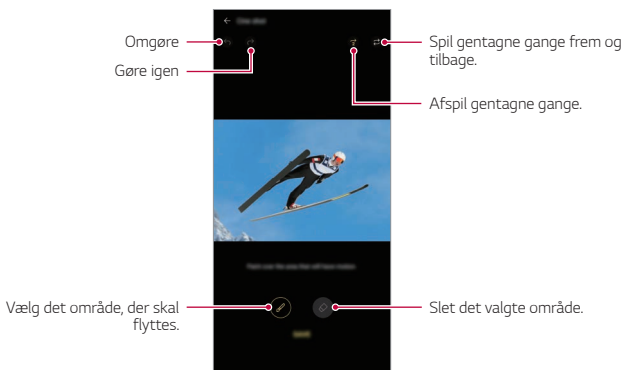 Omgøre
Gøre igen
Spil gentagne gange frem og
tilbage.
Afspil gentagne gange.
Vælg det område, der skal
flyttes.
Slet det valgte område.